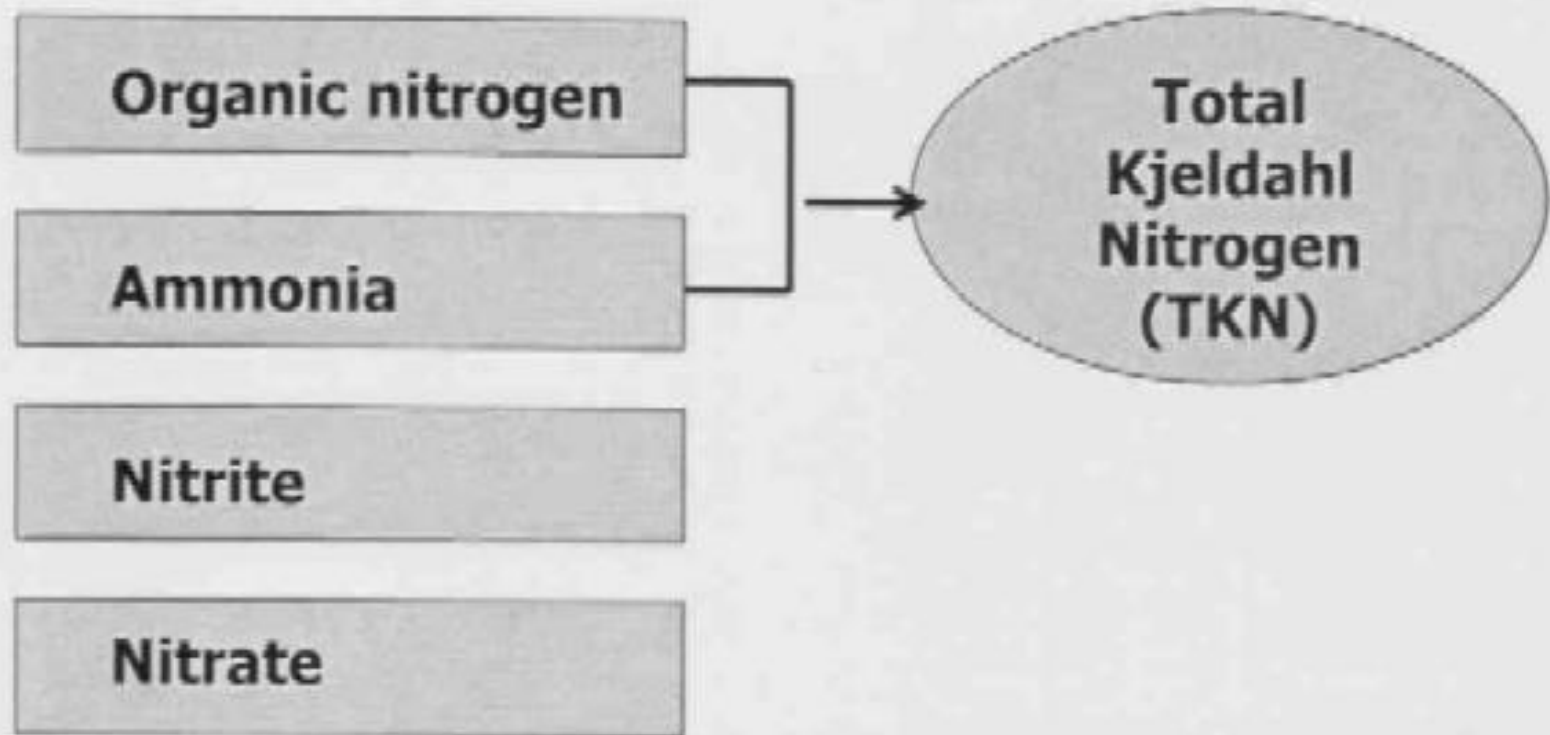 Organic nitrogen
Ammonia
Nitrite
Nitrate
Total
Kjeldahl
Nitrogen
(TKN)